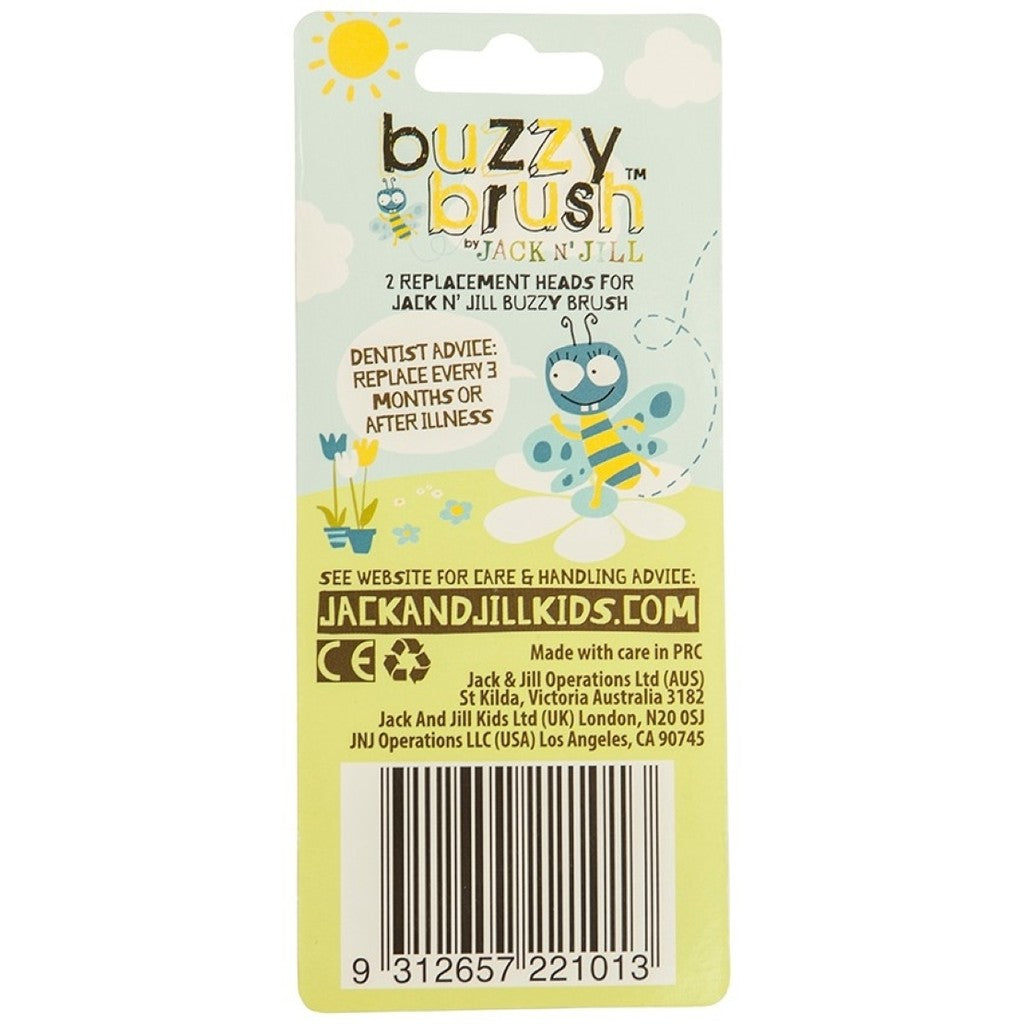 buzzy
brush™
by JACK N' JILL
2 REPLACEMENT HEADS FOR
JACK N' JILL BUZZY BRUSH
DENTIST ADVICE:
REPLACE EVERY 3
MONTHS OR
AFTER ILLNESS
SEE WEBSITE FOR CARE & HANDLING ADVICE:
JACKANDJILLKIDS.COM
CE
Made with care in PRC
Jack & Jill Operations Ltd (AUS)
St Kilda, Victoria Australia 3182
Jack And Jill Kids Ltd (UK) London, N20 0SJ
JNJ Operations LLC (USA) Los Angeles, CA 90745
9 312657 221013